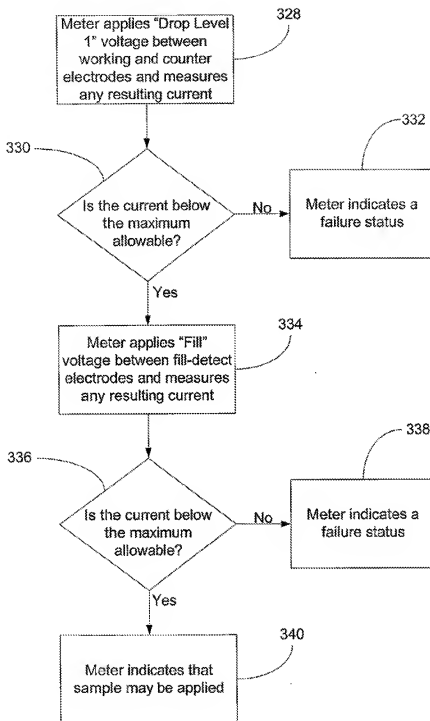 Meter applies “Drop Level
1” voltage between
working and counter
electrodes and measures
any resulting current
328
330
Is the current below
the maximum
allowable?
No
332
Meter indicates a
failure status
Yes
Meter applies “Fill”
voltage between fill-detect
electrodes and measures
any resulting current
334
336
Is the current below
the maximum
allowable?
No
338
Meter indicates a
failure status
Yes
Meter indicates that
sample may be applied
340